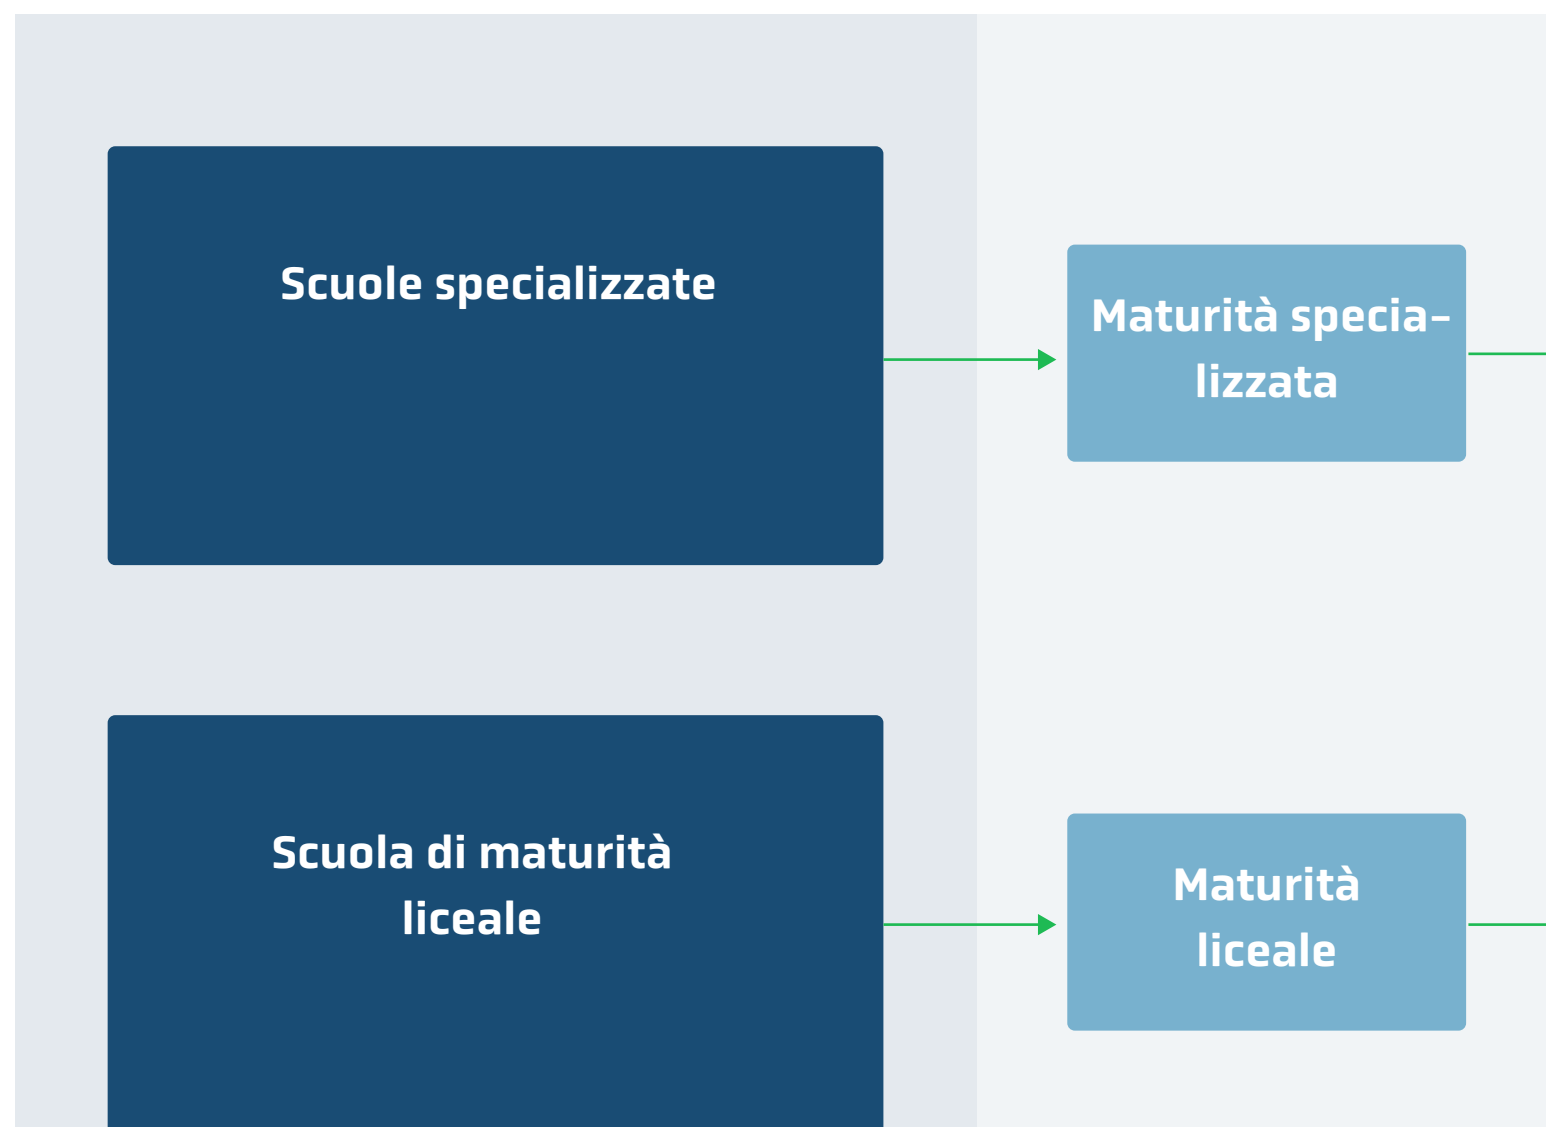 Scuole specializzate
Maturità specia-
lizzata
Scuola di maturità
liceale
Maturità
liceale